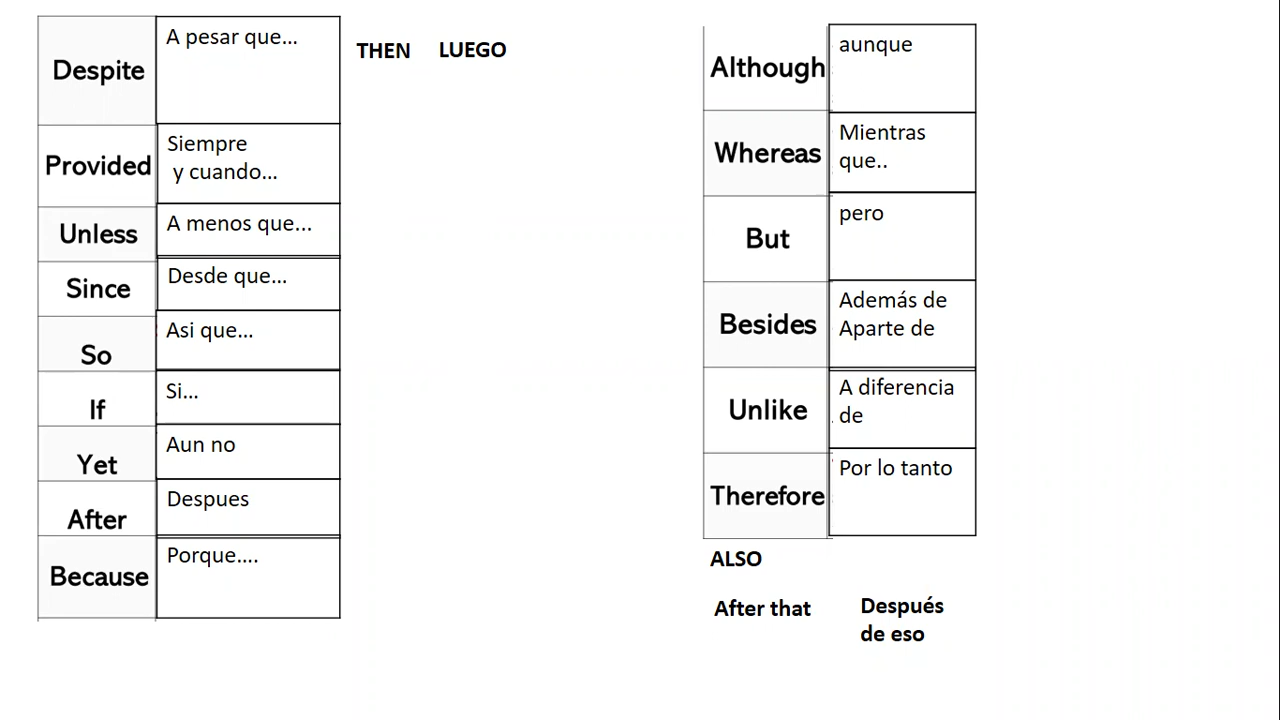 Despite
A pesar que...
THEN LUEGO
Provided
Siempre
y cuando...
Unless
A menos que...
Since
Desde que...
So
Asi que...
If
Si...
Yet
Aun no
After
Despues
Because
Porque....
Although
aunque
Whereas
Mientras
que..
But
pero
Besides
Además de
Aparte de
Unlike
A diferencia
de
Therefore
Por lo tanto
ALSO
After that
Después
de eso